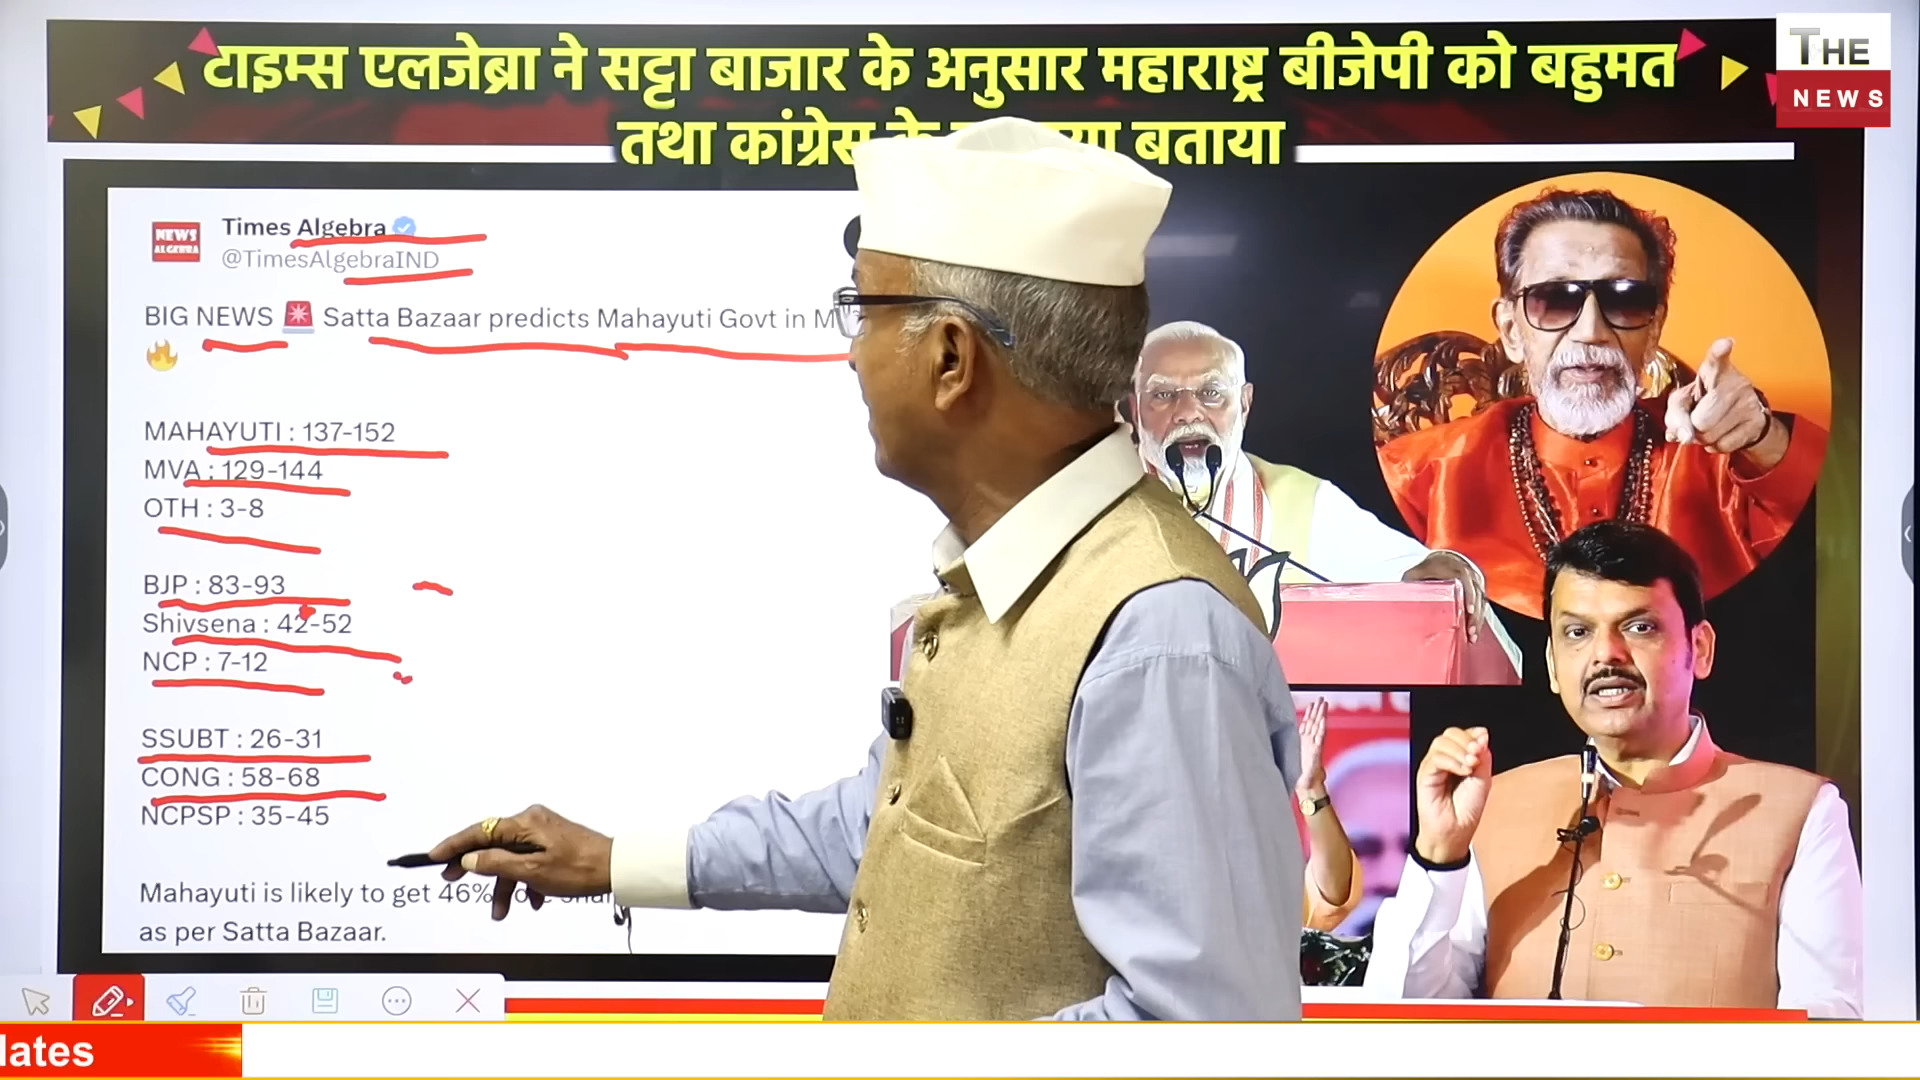 टाइम्स एलजेब्रा ने सट्टा बाजार के अनुसार महाराष्ट्र बीजेपी को बहुमत
तथा कांग्रेस के बताया
THE
NEWS
NEWS
ALGEBRA
Times Algebra
@TimesAlgebraIND
BIG NEWS 🚨 Satta Bazaar predicts Mahayuti Govt in
🔥
MAHAYUTI : 137-152
MVA : 129-144
OTH : 3-8
BJP : 83-93
Shivsena : 42-52
NCP : 7-12
SSUBT : 26-31
CONG : 58-68
NCPSP : 35-45
Mahayuti is likely to get 46%
as per Satta Bazaar.